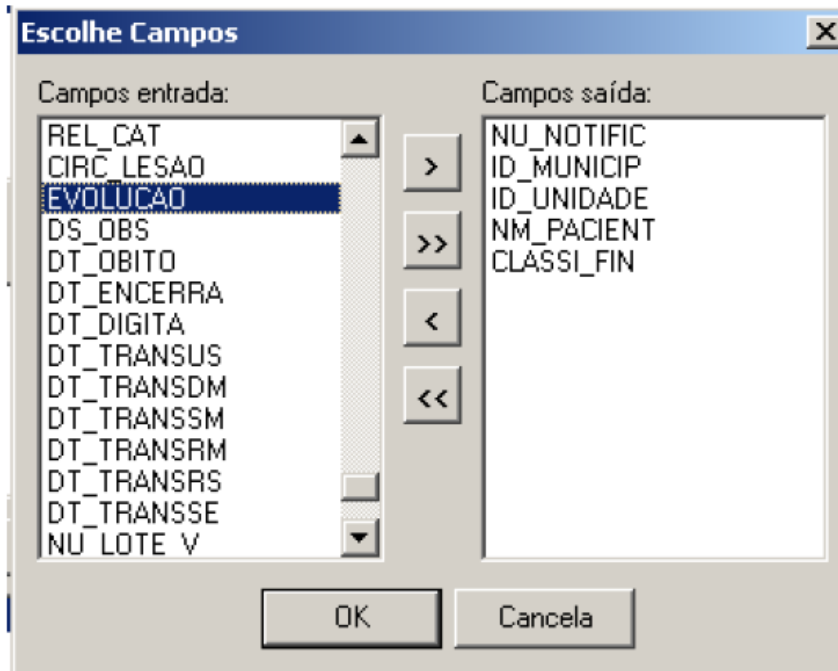 Escolhe Campos
Campos entrada:
REL_CAT
CIRC_LESAO
EVOLUCAO
DS_OBS
DT_OBITO
DT_ENCERRA
DT_DIGITA
DT_TRANSUS
DT_TRANSDM
DT_TRANSSM
DT_TRANSRM
DT_TRANSRS
DT_TRANSSE
NU_LOTE_V
>
>>
<
<<
Campos saída:
NU_NOTIFIC
ID_MUNICIP
ID_UNIDADE
NM_PACIENT
CLASSI_FIN
OK
Cancela